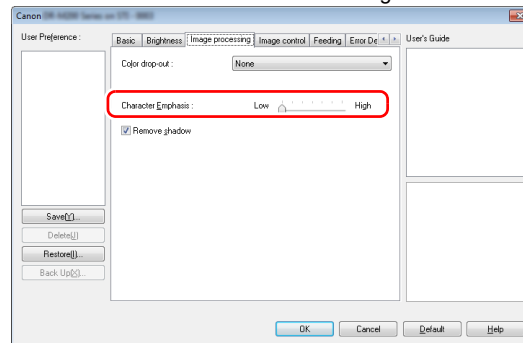 Canon
User Preference :
Basic Brightness Image processing Image control Feeding Error De
User's Guide
Color drop-out :
None
Character Emphasis :
Low
High
Remove shadow
Save(Y)...
Delete(J)
Restore(I)...
Back Up(X)...
OK
Cancel
Default
Help